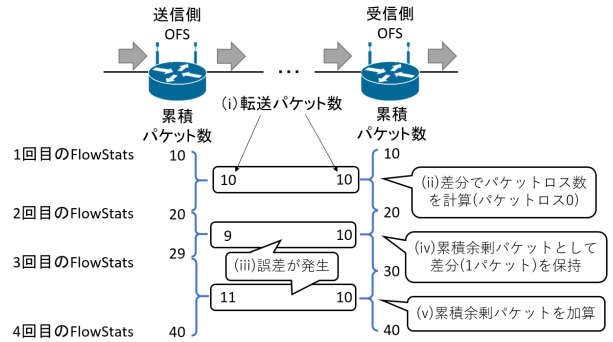 送信側
OFS
受信側
OFS
…
(i)転送パケット数
累積
パケット数
累積
パケット数
1回目のFlowStats
10
10
10
10
(ii)差分でパケットロス数
を計算(パケットロス0)
2回目のFlowStats
20
20
9
10
(iv)累積余剰パケットとして
差分(1パケット)を保持
29
3回目のFlowStats
(iii)誤差が発生
30
11
10
(v)累積余剰パケットを加算
4回目のFlowStats
40
40